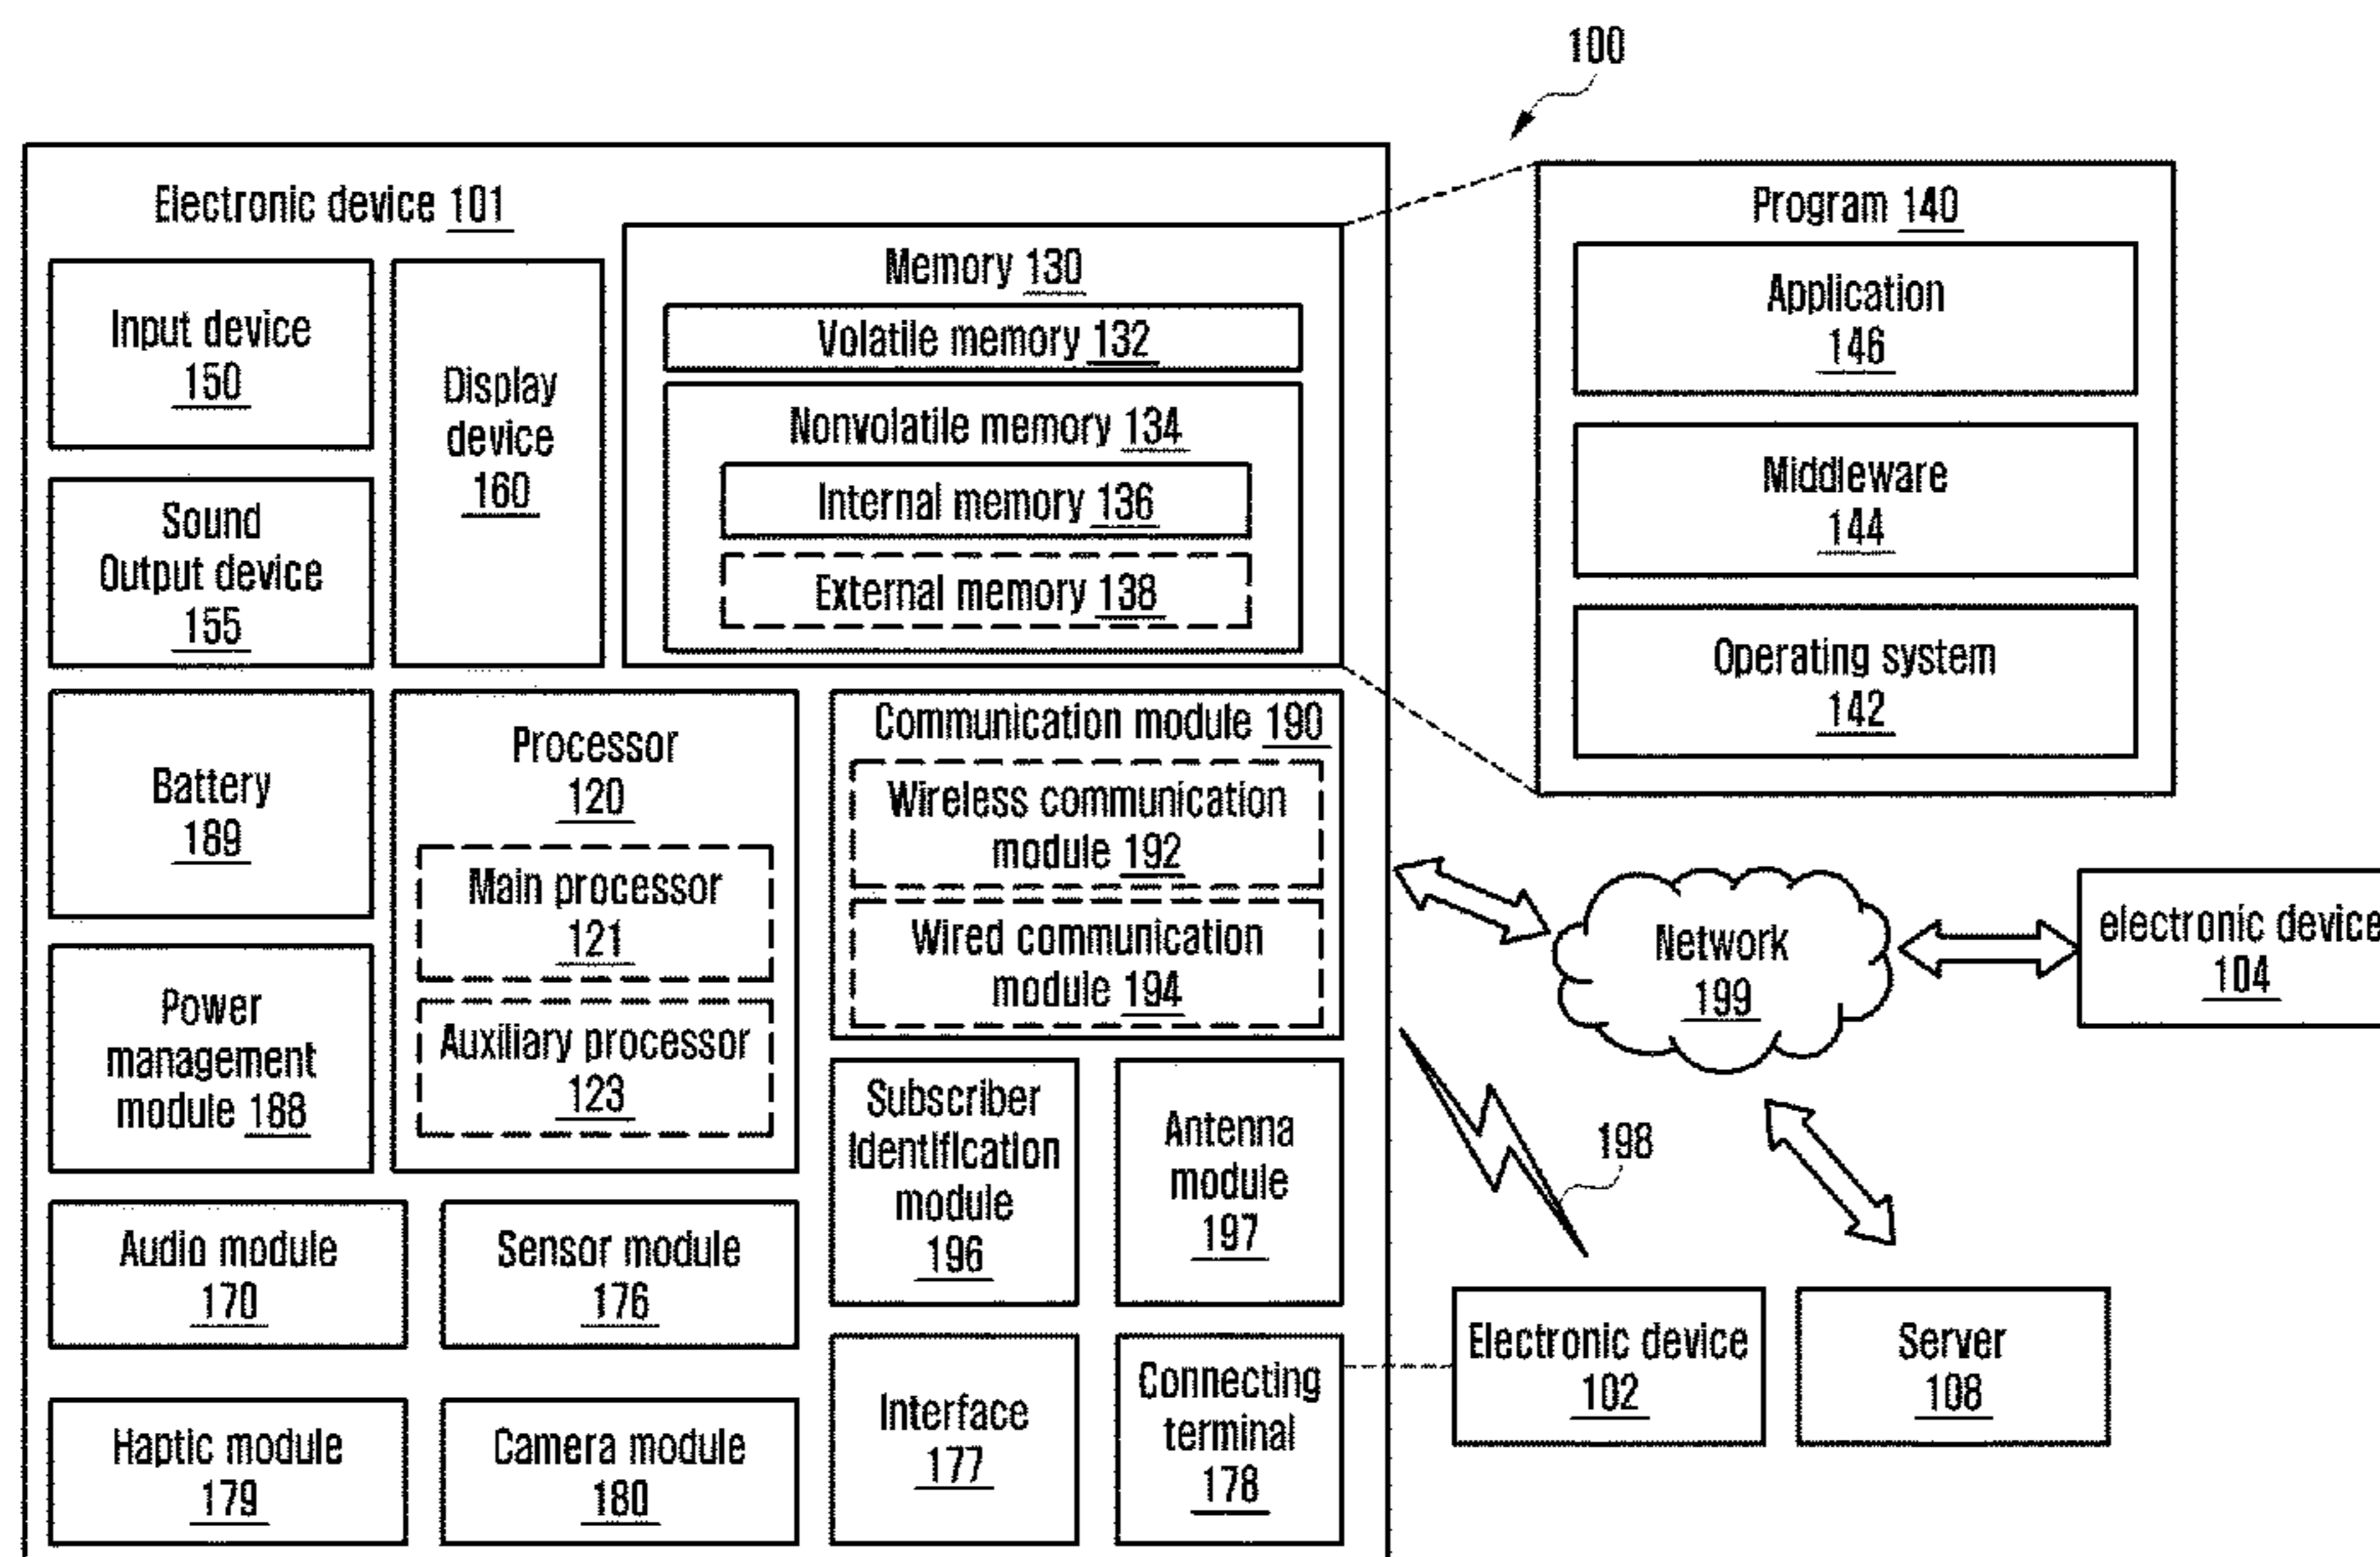 100
Electronic device 101
Input device
150
Sound
Output device
155
Display
device
160
Memory 130
Volatile memory 132
Nonvolatile memory 134
Internal memory 136
External memory 138
Program 140
Application
146
Middleware
144
Operating system
142
Battery
189
Power
management
module 188
Processor
120
Main processor
121
Auxiliary processor
123
Communication module 190
Wireless communication
module 192
Wired communication
module 194
Subscriber
Identification
module
196
Antenna
module
197
Audio module
170
Sensor module
176
Haptic module
179
Camera module
180
Interface
177
Connecting
terminal
178
Network
199
electronic device
104
198
Electronic device
102
Server
108